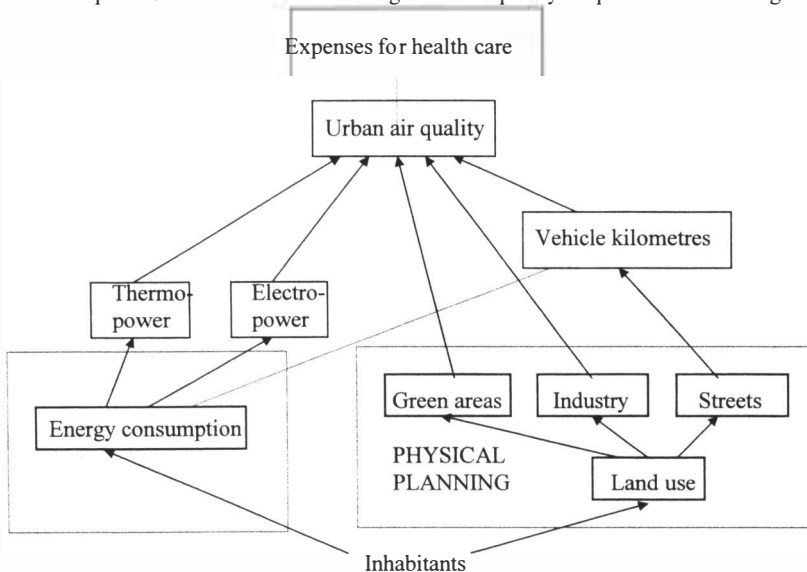 Expenses for health care
Urban air quality
Vehicle kilometres
Thermo-
power
Electro-
power
Green areas
Industry
Streets
Energy consumption
PHYSICAL
PLANNING
Land use
Inhabitants